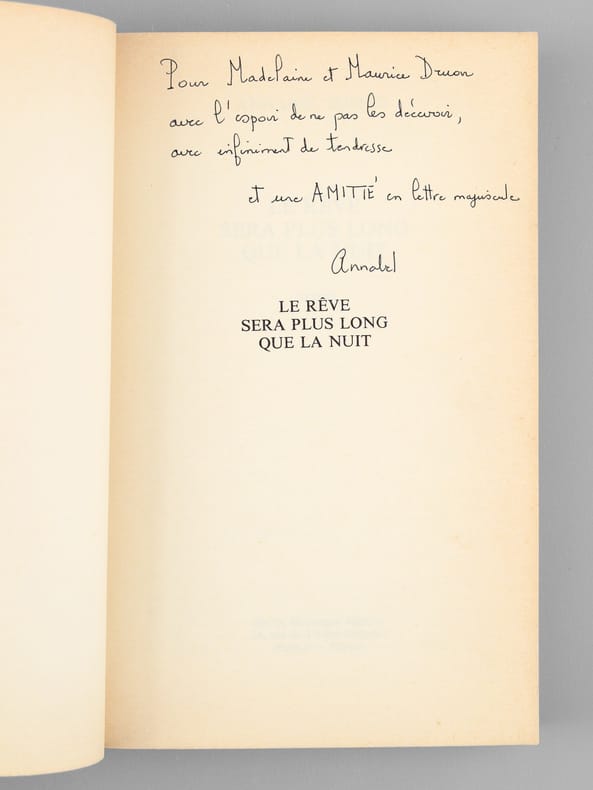 Pour Madelaine et Maurice Druon
avec l'espoir de ne pas les décevoir,
avec infiniment de tendresse
et une AMITIÉ en lettre majuscule
Annabel
LE RÊVE
SERA PLUS LONG
QUE LA NUIT